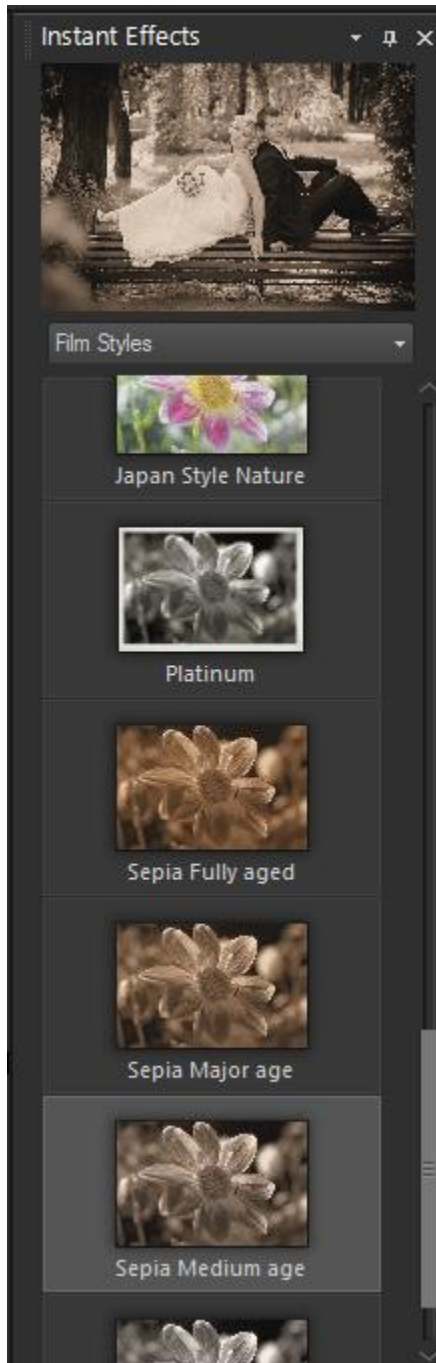 Instant Effects
Film Styles
Japan Style Nature
Platinum
Sepia Fully aged
Sepia Major age
Sepia Medium age